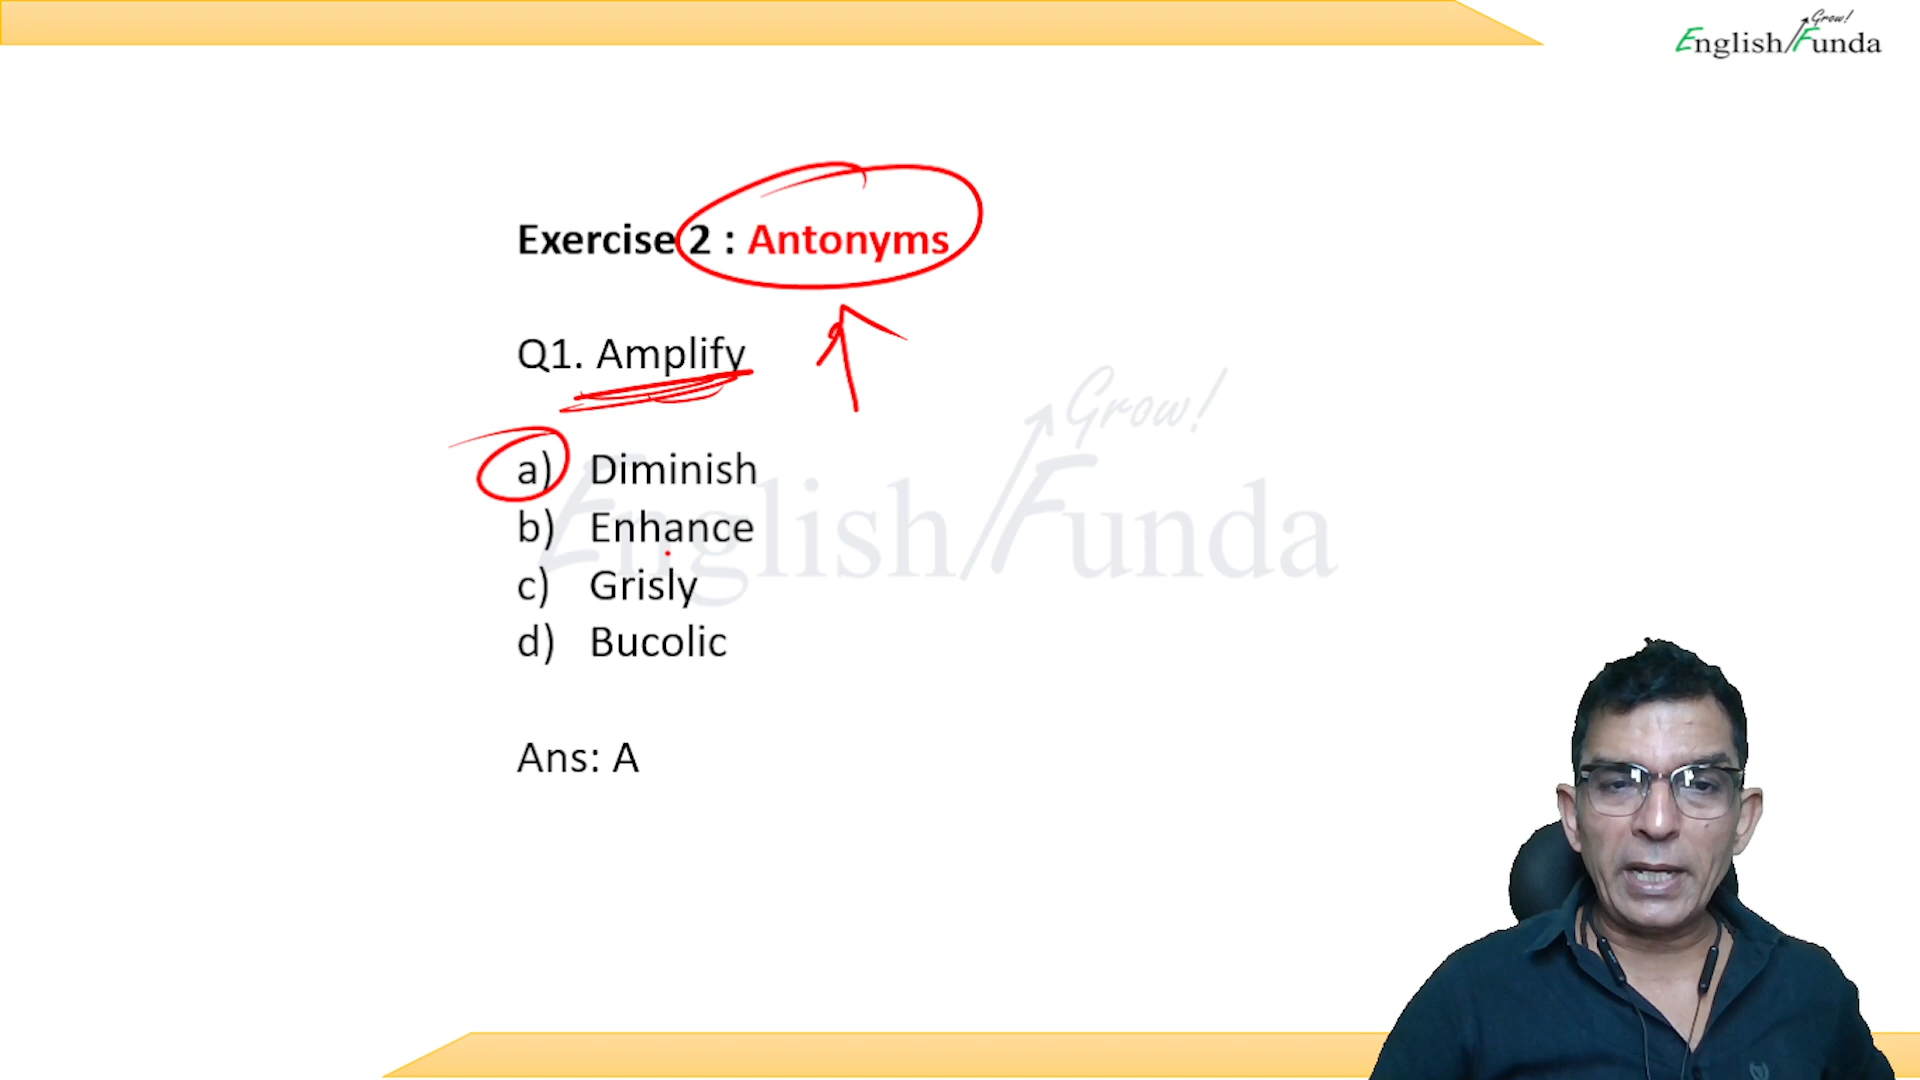 Grow!
English Funda
Exercise 2 : Antonyms
Q1. Amplify
Grow!
English Funda
a) Diminish
b) Enhance
c) Grisly
d) Bucolic
Ans: A